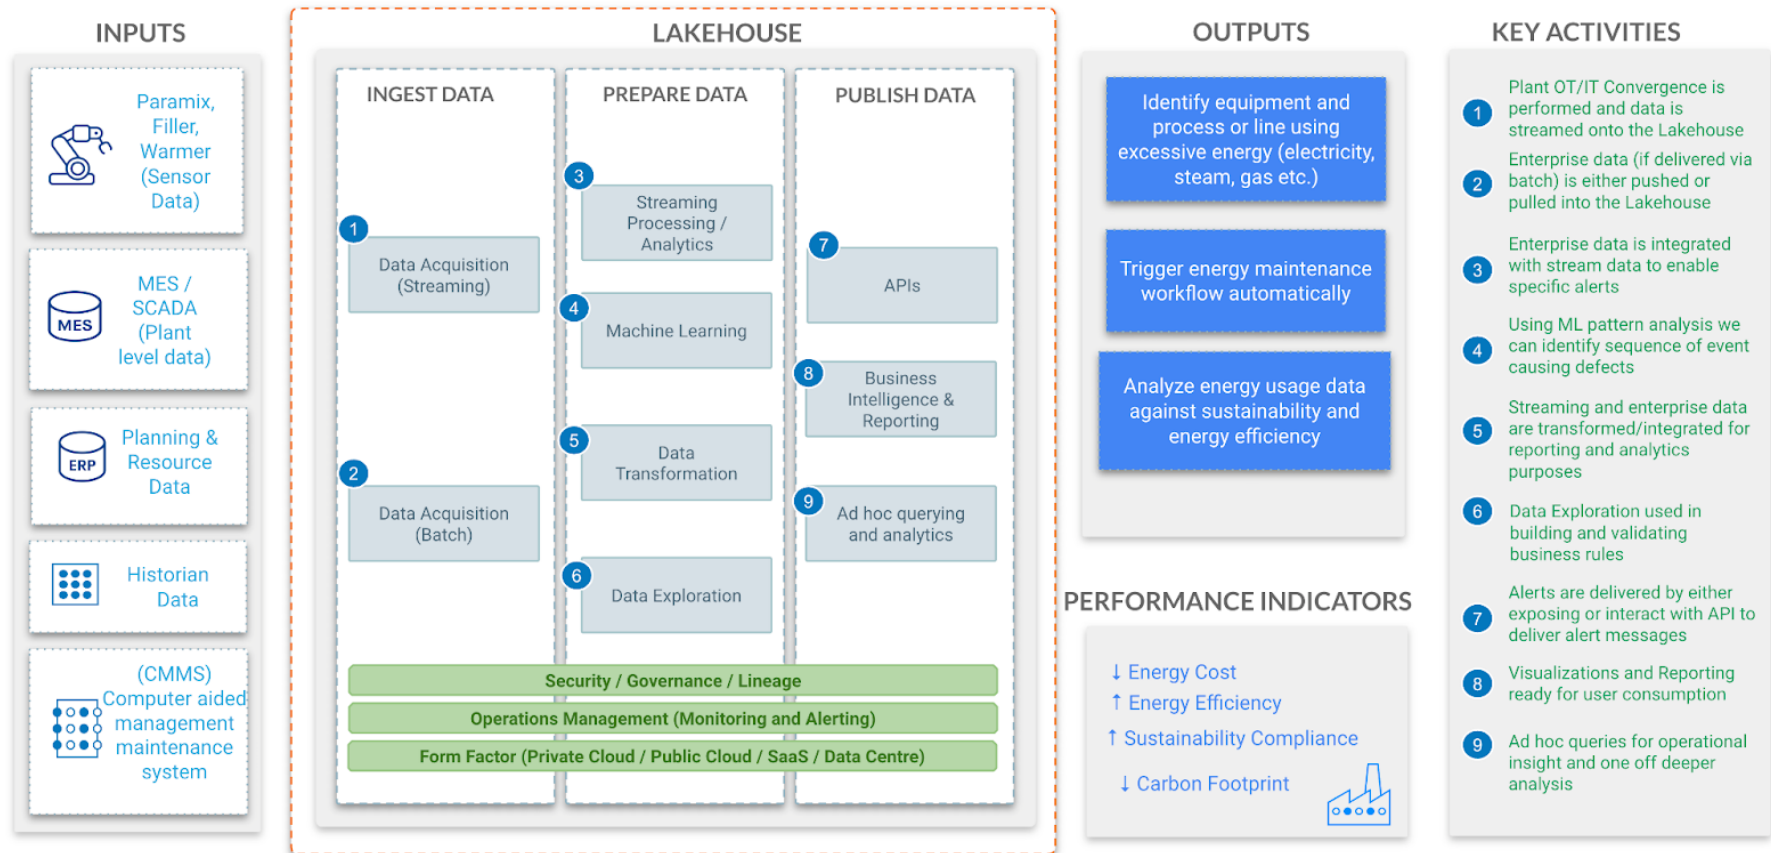 INPUTS
Paramix,
Filler,
Warmer
(Sensor
Data)
MES
MES /
SCADA
(Plant
level data)
ERP
Planning &
Resource
Data
Historian
Data
(CMMS)
Computer aided
management
maintenance
system
LAKEHOUSE
INGEST DATA
1
Data Acquisition
(Streaming)
2
Data Acquisition
(Batch)
PREPARE DATA
3
Streaming
Processing /
Analytics
4
Machine Learning
5
Data
Transformation
6
Data Exploration
PUBLISH DATA
7
APIs
8
Business
Intelligence &
Reporting
9
Ad hoc querying
and analytics
Security / Governance / Lineage
Operations Management (Monitoring and Alerting)
Form Factor (Private Cloud / Public Cloud / SaaS / Data Centre)
OUTPUTS
Identify equipment and
process or line using
excessive energy (electricity,
steam, gas etc.)
Trigger energy maintenance
workflow automatically
Analyze energy usage data
against sustainability and
energy efficiency
PERFORMANCE INDICATORS
↓ Energy Cost
↑ Energy Efficiency
↑ Sustainability Compliance
↓ Carbon Footprint
KEY ACTIVITIES
1
Plant OT/IT Convergence is
performed and data is
streamed onto the Lakehouse
2
Enterprise data (if delivered via
batch) is either pushed or
pulled into the Lakehouse
3
Enterprise data is integrated
with stream data to enable
specific alerts
4
Using ML pattern analysis we
can identify sequence of event
causing defects
5
Streaming and enterprise data
are transformed/integrated for
reporting and analytics
purposes
6
Data Exploration used in
building and validating
business rules
7
Alerts are delivered by either
exposing or interact with API to
deliver alert messages
8
Visualizations and Reporting
ready for user consumption
9
Ad hoc queries for operational
insight and one off deeper
analysis